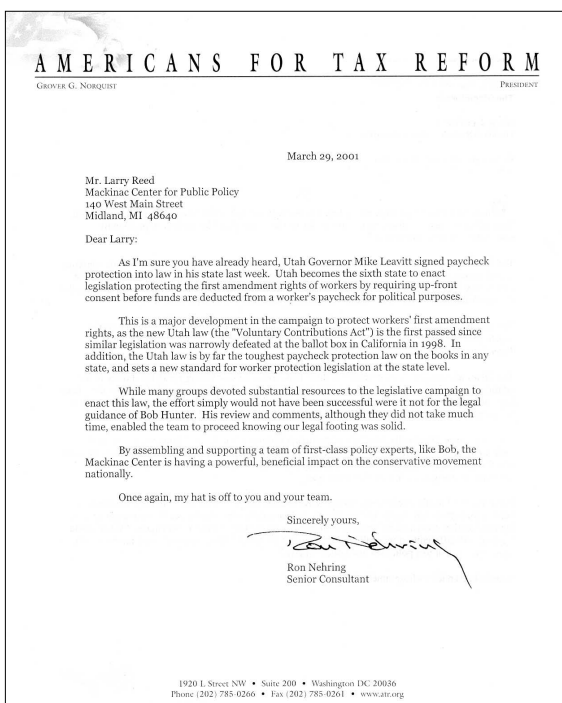 AMERICANS FOR TAX REFORM
GROVER G. NORQUIST PRESIDENT
March 29, 2001
Mr. Larry Reed
Mackinac Center for Public Policy
140 West Main Street
Midland, MI 48640
Dear Larry:
As I'm sure you have already heard, Utah Governor Mike Leavitt signed paycheck
protection into law in his state last week. Utah becomes the sixth state to enact
legislation protecting the first amendment rights of workers by requiring up-front
consent before funds are deducted from a worker's paycheck for political purposes.
This is a major development in the campaign to protect workers' first amendment
rights, as the new Utah law (the "Voluntary Contributions Act") is the first passed since
similar legislation was narrowly defeated at the ballot box in California in 1998. In
addition, the Utah law is by far the toughest paycheck protection law on the books in any
state, and sets a new standard for worker protection legislation at the state level.
While many groups devoted substantial resources to the legislative campaign to
enact this law, the effort simply would not have been successful were it not for the legal
guidance of Bob Hunter. His review and comments, although they did not take much
time, enabled the team to proceed knowing our legal footing was solid.
By assembling and supporting a team of first-class policy experts, like Bob, the
Mackinac Center is having a powerful, beneficial impact on the conservative movement
nationally.
Once again, my hat is off to you and your team.
Sincerely yours,
Ron Nehring
Ron Nehring
Senior Consultant
1920 L Street NW • Suite 200 • Washington DC 20036
Phone (202) 785-0266 • Fax (202) 785-0261 • www.atr.org